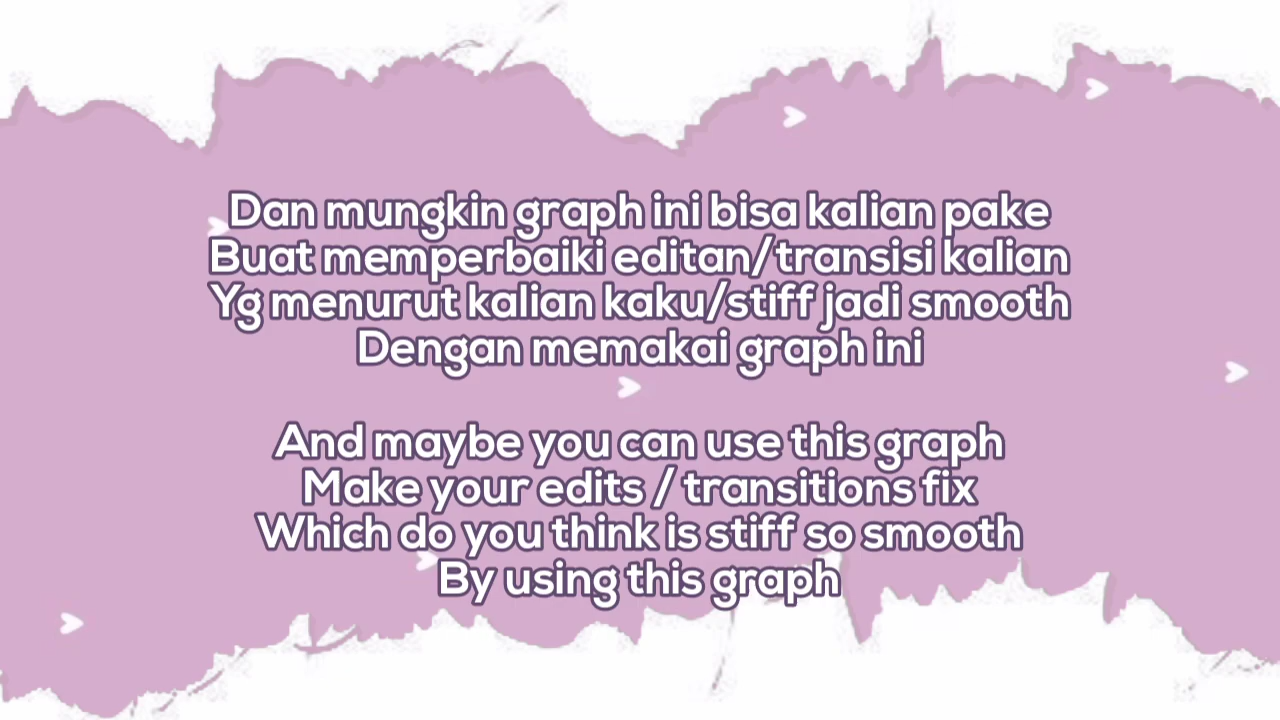 Dan mungkin graph ini bisa kalian pake
Buat memperbaiki editan/transisi kalian
Yg menurut kalian kaku/stiff jadi smooth
Dengan memakai graph ini
And maybe you can use this graph
Make your edits / transitions fix
Which do you think is stiff so smooth
By using this graph